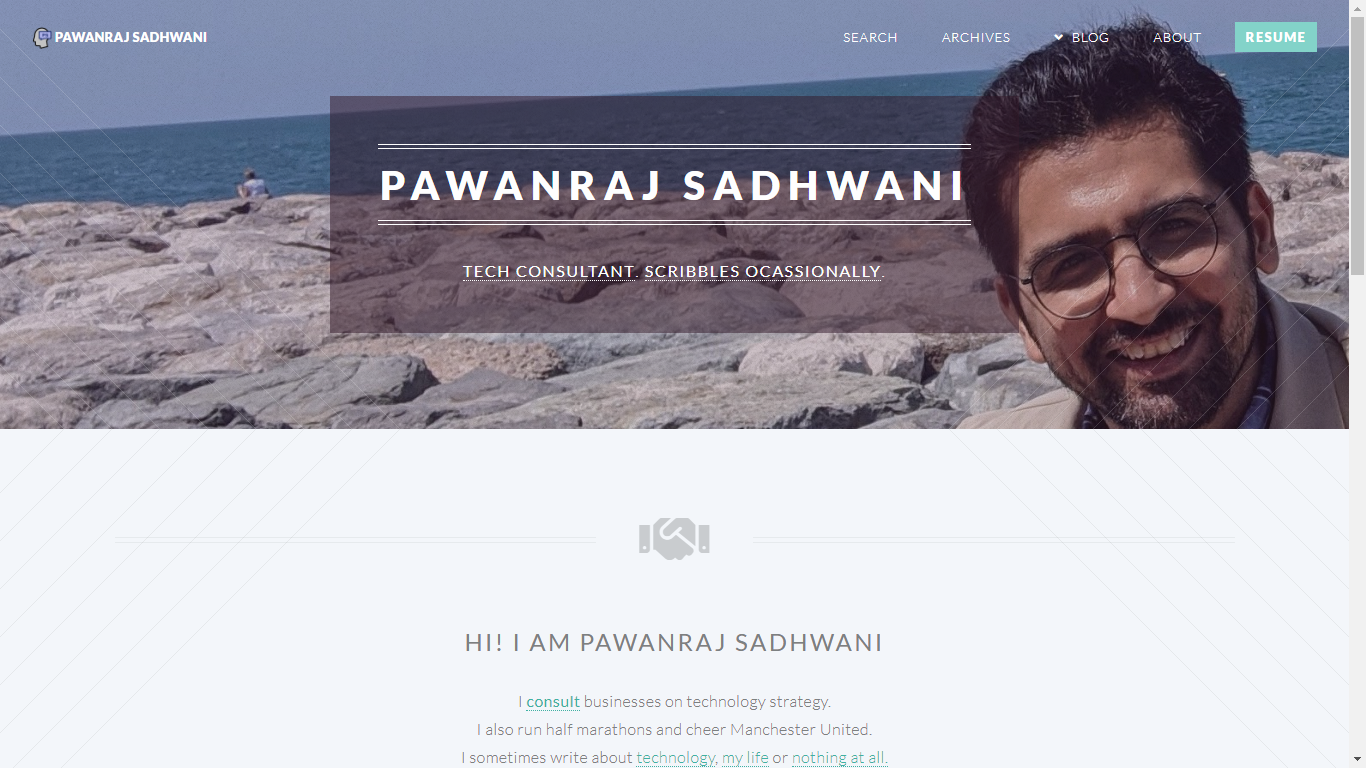 PAWANRAJ SADHWANI
SEARCH
ARCHIVES
BLOG
ABOUT
RESUME
PAWANRAJ SADHWANI
TECH CONSULTANT. SCRIBBLES OCASSIONALLY.
HI! I AM PAWANRAJ SADHWANI
I consult businesses on technology strategy.
I also run half marathons and cheer Manchester United.
I sometimes write about technology, my life or nothing at all.